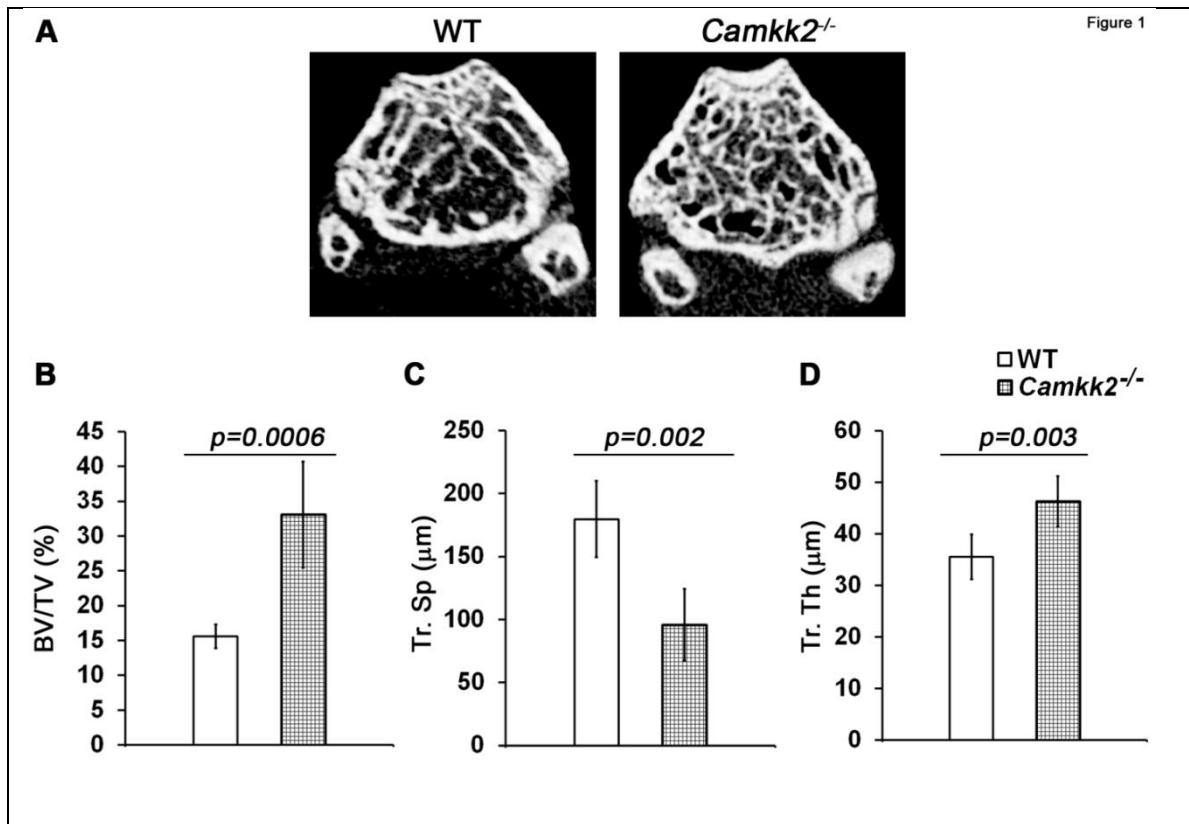 Figure 1
A
WT
Camkk2-/-
WT
Camkk2-/-
B
C
D
p=0.0006
p=0.002
p=0.003
BV/TV (%)
45
40
35
30
25
20
15
10
5
0
Tr. Sp (μm)
250
200
150
100
50
0
Tr. Th (μm)
60
50
40
30
20
10
0